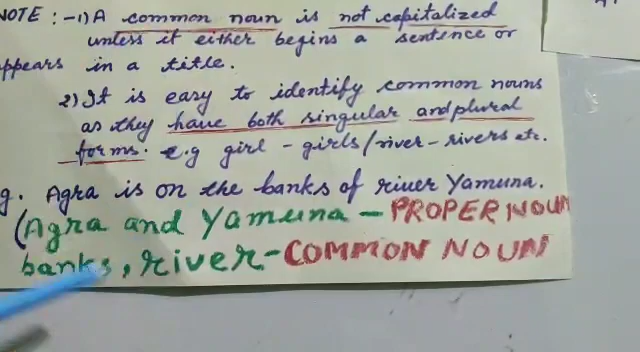 NOTE :- 1) A common noun is not capitalized
unless it either begins a sentence or
appears in a title.
2) It is easy to identify common nouns
as they have both singular and plural
forms. e.g girl - girls/river - rivers etc.
g. Agra is on the banks of river Yamuna.
(Agra and Yamuna - PROPER NOUN
banks, river - COMMON NOUN